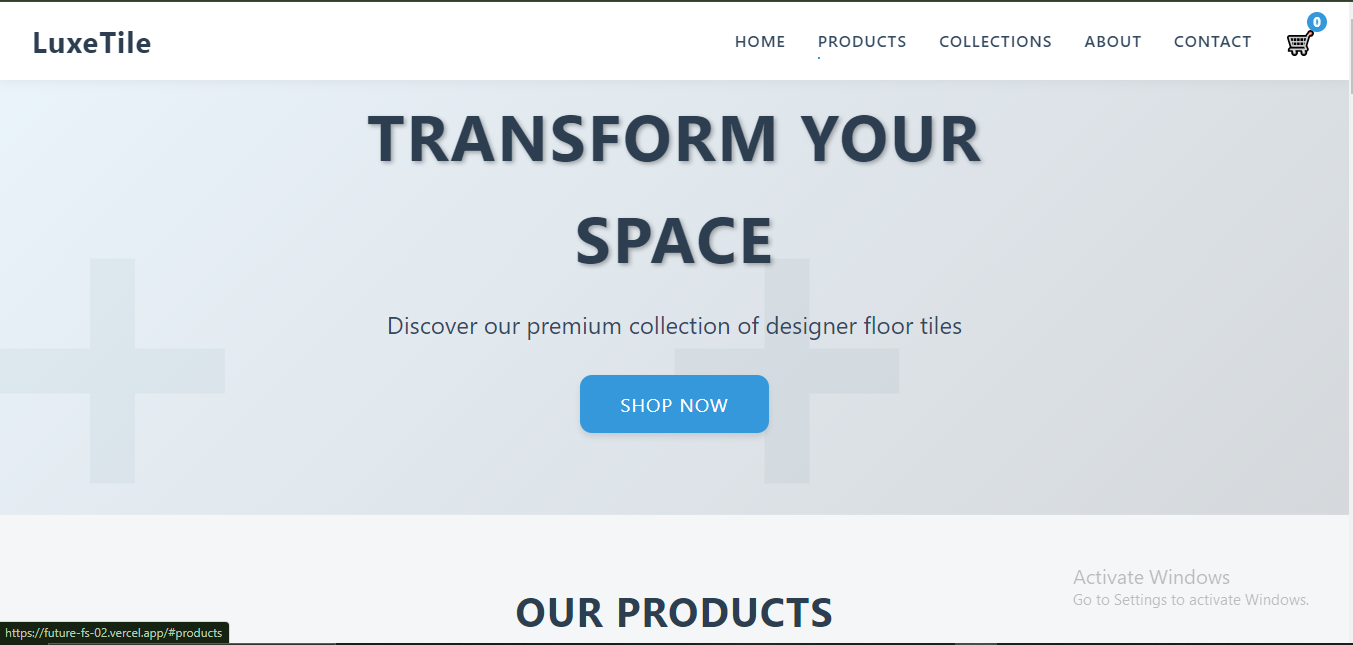 LuxeTile
HOME PRODUCTS COLLECTIONS ABOUT CONTACT 0
TRANSFORM YOUR
SPACE
Discover our premium collection of designer floor tiles
SHOP NOW
OUR PRODUCTS
Activate Windows
Go to Settings to activate Windows.
https://future-fs-02.vercel.app/#products